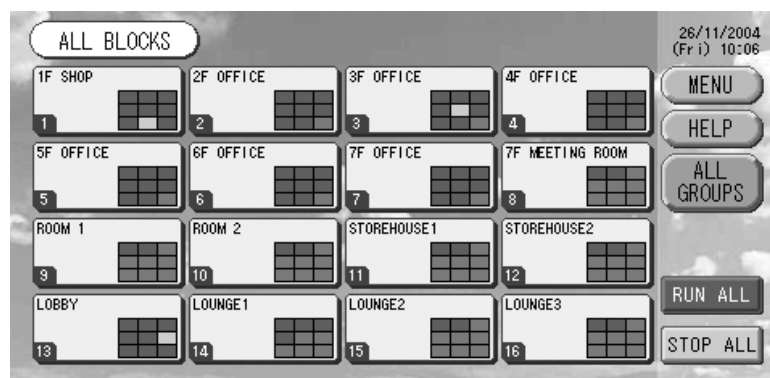 ALL BLOCKS
26/11/2004
(Fri) 10:06
1F SHOP
2F OFFICE
3F OFFICE
4F OFFICE
MENU
1
2
3
4
HELP
5F OFFICE
6F OFFICE
7F OFFICE
7F MEETING ROOM
ALL
GROUPS
5
6
7
8
ROOM 1
ROOM 2
STOREHOUSE1
STOREHOUSE2
9
10
11
12
RUN ALL
LOBBY
LOUNGE1
LOUNGE2
LOUNGE3
13
14
15
16
STOP ALL